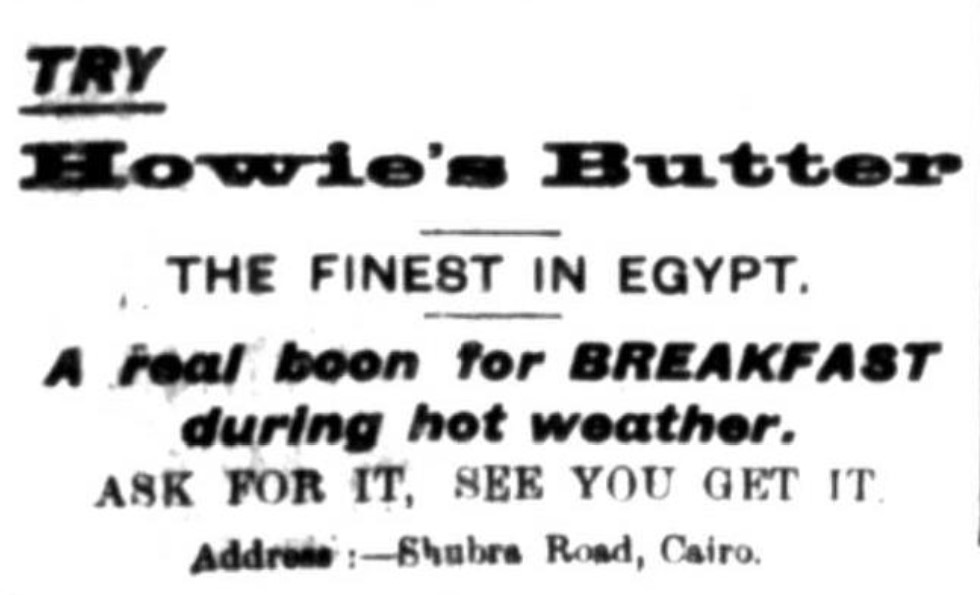 TRY
Howie's Butter
THE FINEST IN EGYPT.
A real boon for BREAKFAST
during hot weather.
ASK FOR IT, SEE YOU GET IT.
Address :—Shubra Road, Cairo.